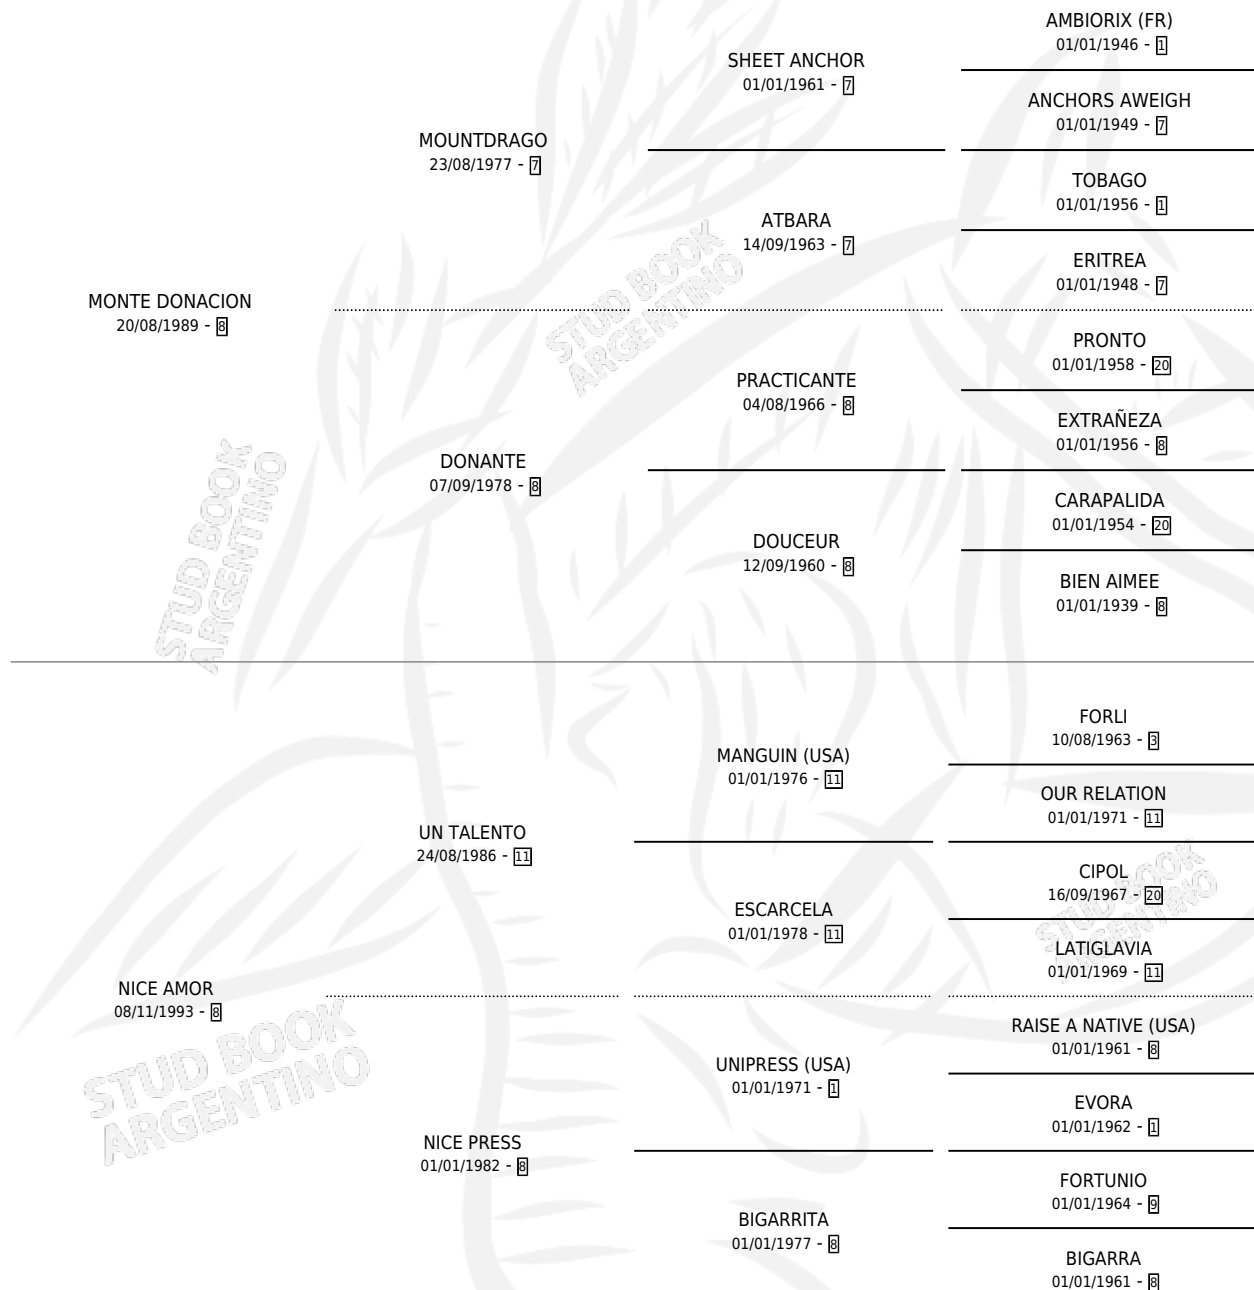 MONTE DONACION
20/08/1989 - 8
MOUNTDRAGO
23/08/1977 - 7
SHEET ANCHOR
01/01/1961 - 7
AMBIORIX (FR)
01/01/1946 - 1
ANCHORS AWEIGH
01/01/1949 - 7
ATBARA
14/09/1963 - 7
TOBAGO
01/01/1956 - 1
ERITREA
01/01/1948 - 7
DONANTE
07/09/1978 - 8
PRACTICANTE
04/08/1966 - 8
PRONTO
01/01/1958 - 20
EXTRAÑEZA
01/01/1956 - 8
DOUCEUR
12/09/1960 - 8
CARAPALIDA
01/01/1954 - 20
BIEN AIMEE
01/01/1939 - 8
NICE AMOR
08/11/1993 - 8
UN TALENTO
24/08/1986 - 11
MANGUIN (USA)
01/01/1976 - 11
FORLI
10/08/1963 - 3
OUR RELATION
01/01/1971 - 11
ESCARCELA
01/01/1978 - 11
CIPOL
16/09/1967 - 20
LATIGLAVIA
01/01/1969 - 11
NICE PRESS
01/01/1982 - 8
UNIPRESS (USA)
01/01/1971 - 1
RAISE A NATIVE (USA)
01/01/1961 - 8
EVORA
01/01/1962 - 1
BIGARRITA
01/01/1977 - 8
FORTUNIO
01/01/1964 - 9
BIGARRA
01/01/1961 - 8
STUD BOOK
ARGENTINO
STUD BOOK
ARGENTINO
STUD BOOK
ARGENTINO
STUD BOOK
ARGENTINO